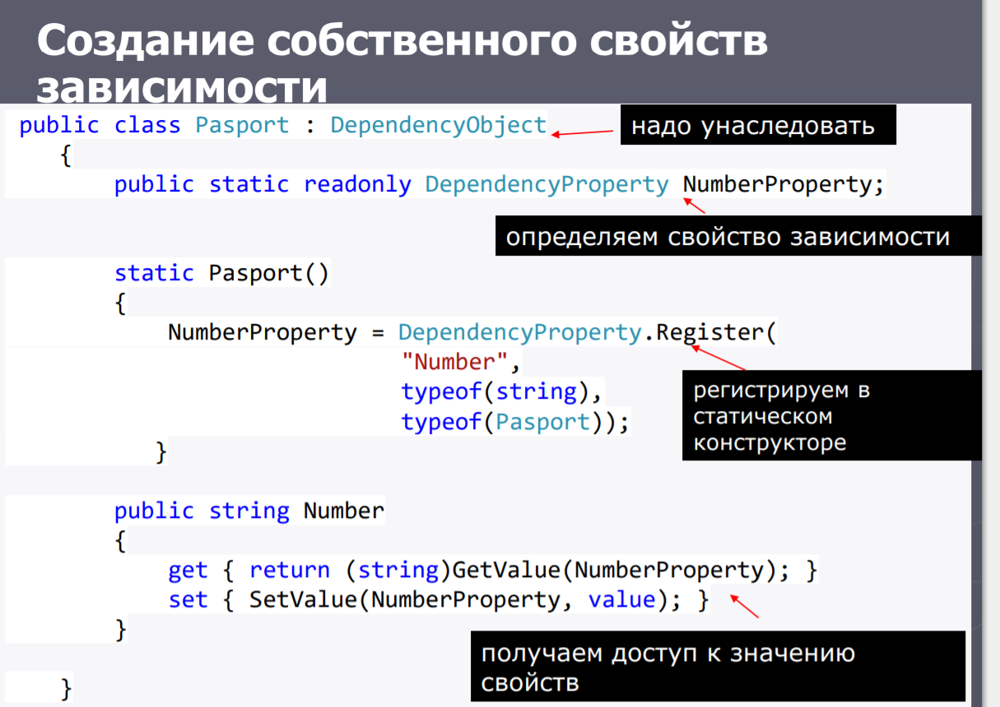 Создание собственного свойств
зависимости
public class Pasport : DependencyObject
надо унаследовать
{
public static readonly DependencyProperty NumberProperty;
определяем свойство зависимости
static Pasport()
{
NumberProperty = DependencyProperty.Register(
"Number",
typeof(string),
typeof(Pasport));
регистрируем в
статическом
конструкторе
}
public string Number
{
get { return (string)GetValue(NumberProperty); }
set { SetValue(NumberProperty, value); }
}
получаем доступ к значению
свойств
}